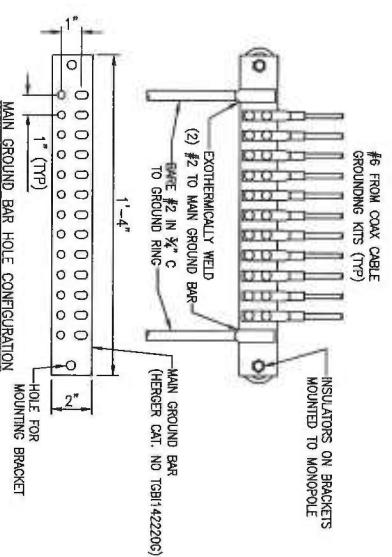 #6 FROM COAX CABLE
GROUNDING KITS (TYP)
INSULATORS ON BRACKETS
MOUNTED TO MONOPOLE
EXOTHERMICALLY WELD
(2) #2 TO MAIN GROUND BAR
BARE #2 IN ¾" C
TO GROUND RING
MAIN GROUND BAR
(HERGER CAT. NO TGBI142220G)
1'-4"
1"
1" (TYP)
2"
HOLE FOR
MOUNTING BRACKET
MAIN GROUND BAR HOLE CONFIGURATION